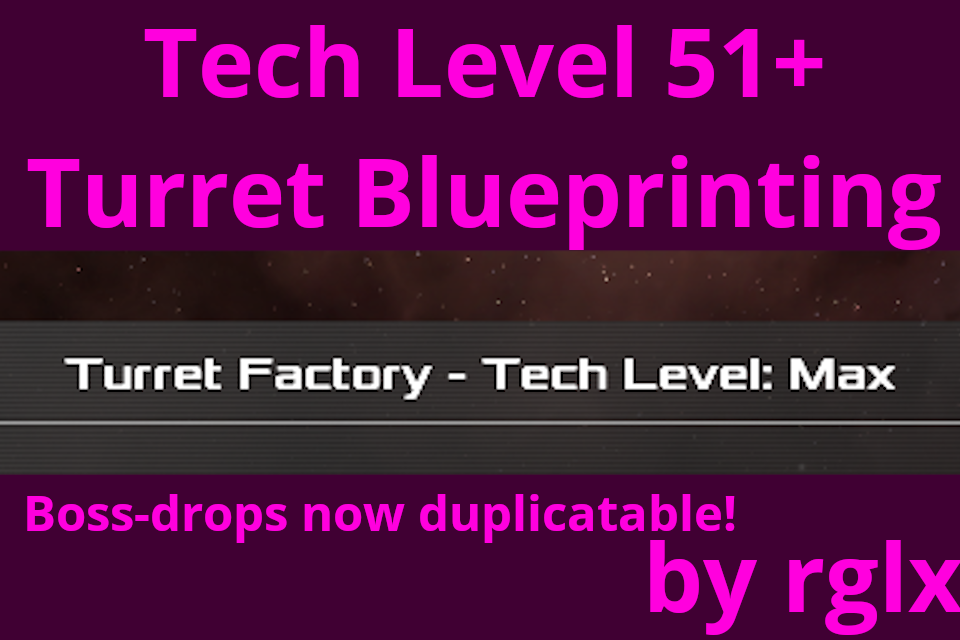 Tech Level 51+
Turret Blueprinting
Turret Factory - Tech Level: Max
Boss-drops now duplicatable!
by rglx